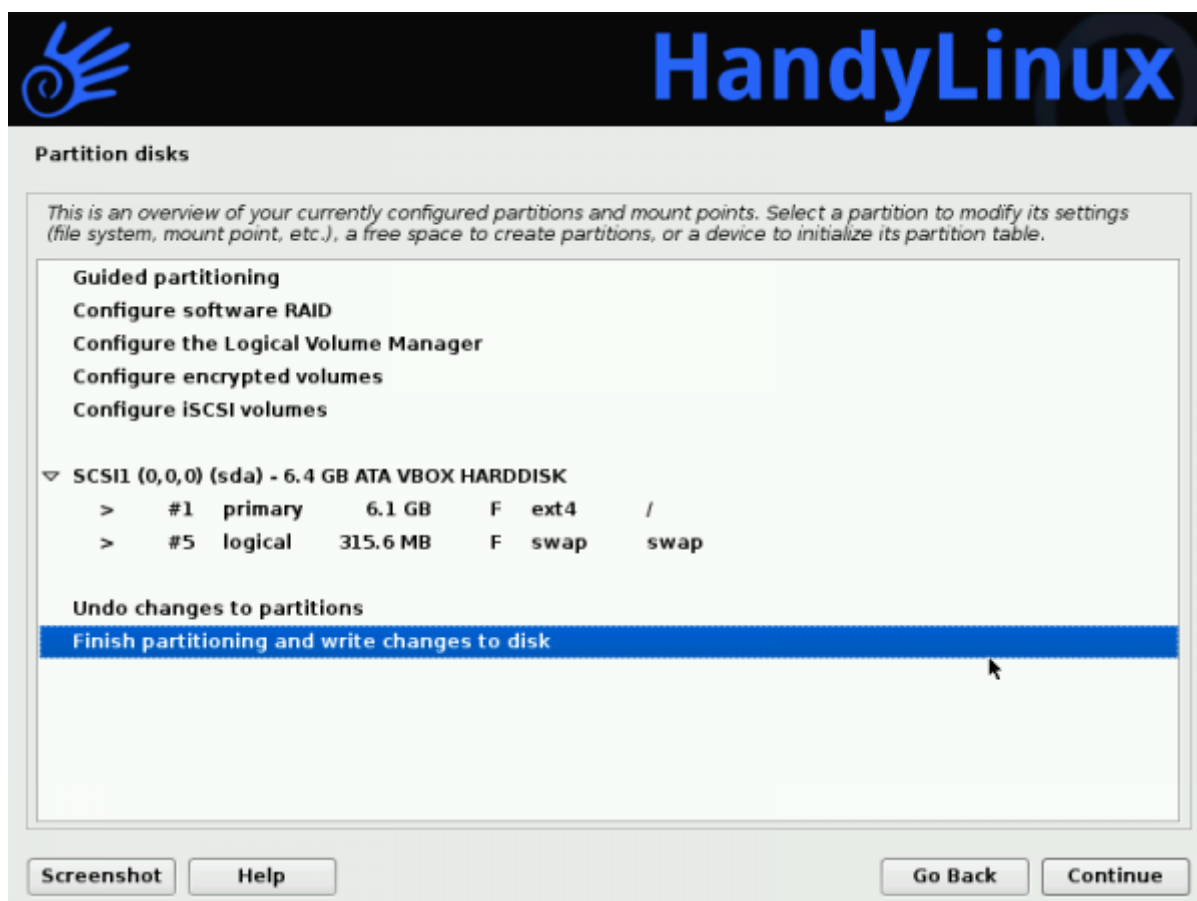 HandyLinux
Partition disks
This is an overview of your currently configured partitions and mount points. Select a partition to modify its settings
(file system, mount point, etc.), a free space to create partitions, or a device to initialize its partition table.
Guided partitioning
Configure software RAID
Configure the Logical Volume Manager
Configure encrypted volumes
Configure iSCSI volumes
SCSI1 (0,0,0) (sda) - 6.4 GB ATA VBOX HARDDISK
> #1 primary 6.1 GB F ext4 /
> #5 logical 315.6 MB F swap swap
Undo changes to partitions
Finish partitioning and write changes to disk
Screenshot Help Go Back Continue